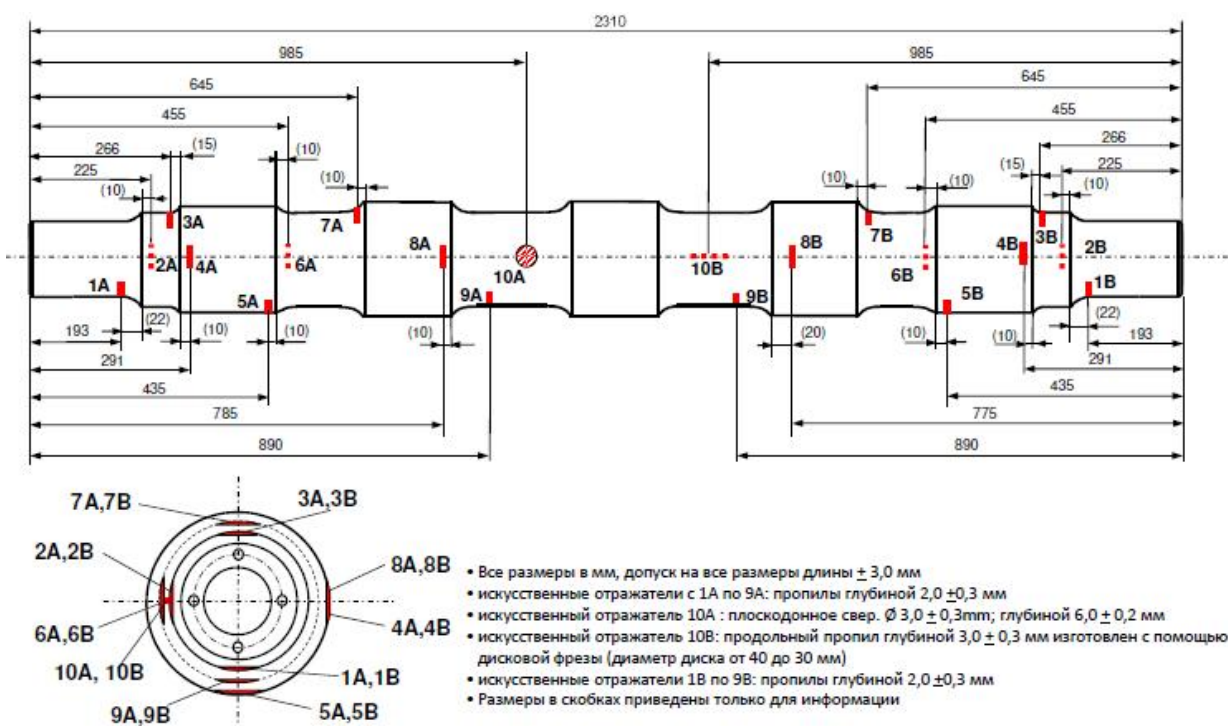 2310
985 985
645 645
455 455
266 (15) (10) 266
225 (15) 225
(10) (10) (10) (10) (10)
3A 7A 7B 3B
2A 4A 6A 8A 8B 4B 2B
10A 10B 6B
1A 5A 9A 9B 5B 1B
(22) (22)
193 (10) (10) (10) (20) (10) (10) 193
291 291
435 435
785 775
890 890
7A,7B 3A,3B
2A,2B
8A,8B
6A,6B 4A,4B
10A, 10B
1A,1B
9A,9B 5A,5B
• Все размеры в мм, допуск на все размеры длины ± 3,0 мм
• искусственные отражатели с 1А по 9А: пропилы глубиной 2,0 ±0,3 мм
• искусственный отражатель 10А : плоскодонное свер. Ø 3,0 ± 0,3mm; глубиной 6,0 ± 0,2 мм
• искусственный отражатель 10В: продольный пропил глубиной 3,0 ± 0,3 мм изготовлен с помощью
дисковой фрезы (диаметр диска от 40 до 30 мм)
• искусственные отражатели 1В по 9В: пропилы глубиной 2,0 ±0,3 мм
• Размеры в скобках приведены только для информации